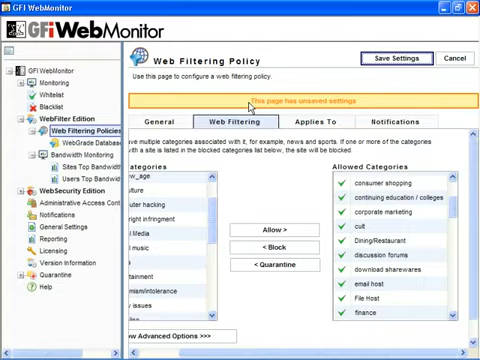 GFI WebMonitor
GFI WebMonitor
GFI WebMonitor
Monitoring
Whitelist
Blacklist
WebFilter Edition
Web Filtering Policies
WebGrade Database
Bandwidth Monitoring
Sites Top Bandwidth
Users Top Bandwid
WebSecurity Edition
Administrative Access Cont
Notifications
General Settings
Reporting
Licensing
Version Information
Quarantine
Help
Web Filtering Policy
Save Settings
Cancel
Use this page to configure a web filtering policy.
This page has unsaved settings
General
Web Filtering
Applies To
Notifications
ave multiple categories associated with it, for example, news and sports. If one or more of the categories
with a site is listed in the blocked categories list below, the site will be blocked
ategories
ew_age
outure
uter hacking
right infringment
l Media
l music
tainment
mism/intolerance
y issues
Allow >
< Block
< Quarantine
Allowed Categories
consumer shopping
continuing education / colleges
corporate marketing
cult
Dining/Restaurant
discussion forums
download sharewares
email host
File Host
finance
ow Advanced Options >>>